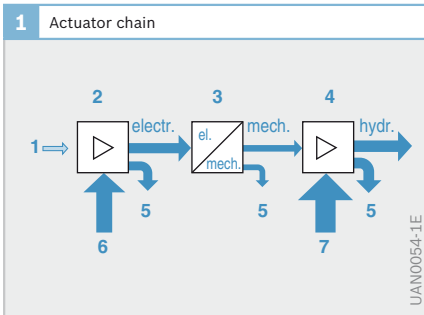 1 Actuator chain
2 3 4
electr. mech. hydr.
1 el.
mech.
5 5 5
6 7
UAN0054-1E